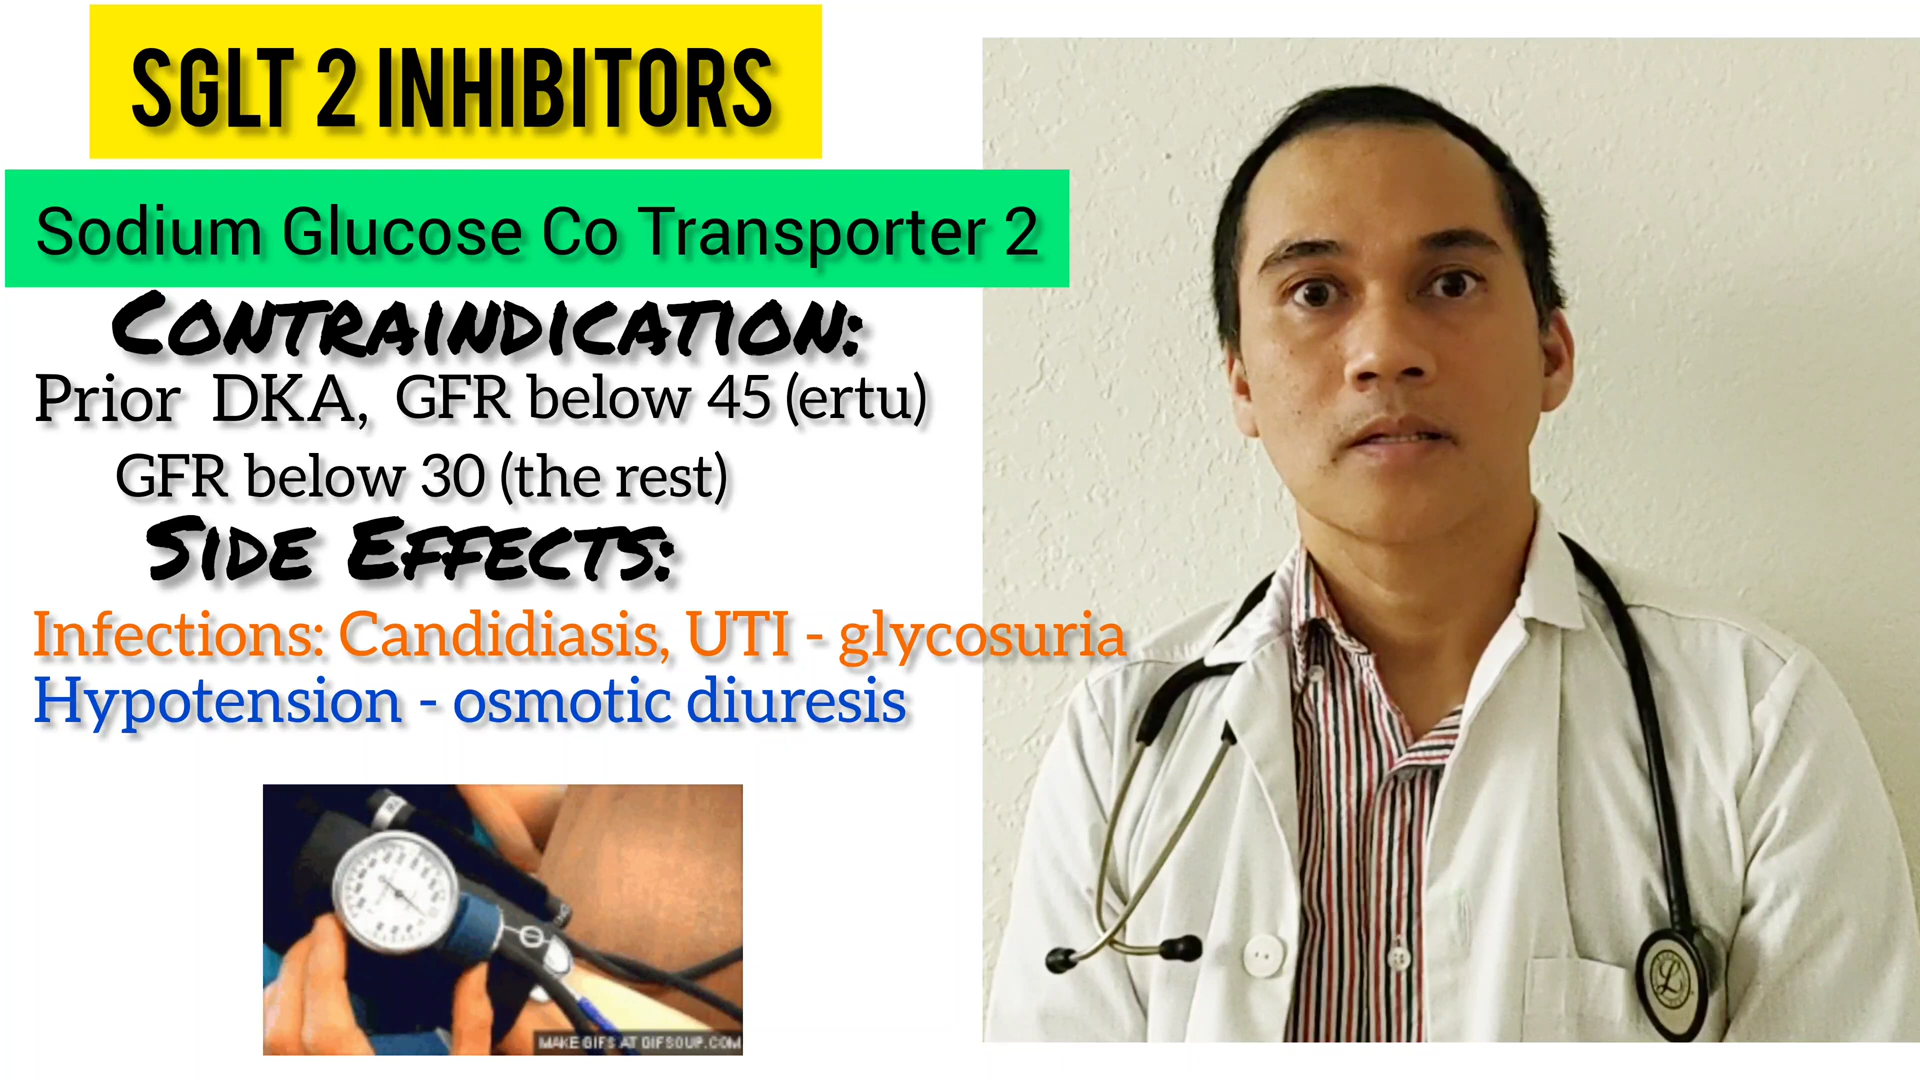 SGLT 2 INHIBITORS
Sodium Glucose Co Transporter 2
CONTRAINDICATION:
Prior DKA, GFR below 45 (ertu)
GFR below 30 (the rest)
SIDE EFFECTS:
Infections: Candidiasis, UTI - glycosuria
Hypotension - osmotic diuresis
MAKE GIFS AT GIFSOUP.COM
L